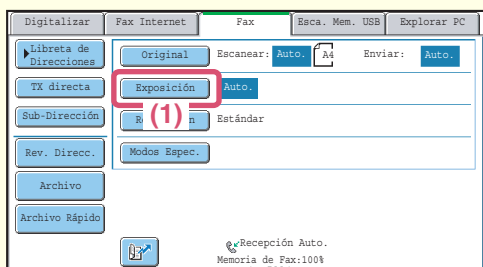 Digitalizar Fax Internet Fax Esca. Mem. USB Explorar PC
Libreta de Direcciones Original Escanear: Auto. A4 Enviar: Auto.
TX directa Exposición Auto.
Sub-Dirección (1) Estándar
Rev. Direcc. Modos Espec.
Archivo
Archivo Rápido
Recepción Auto.
Memoria de Fax:100%